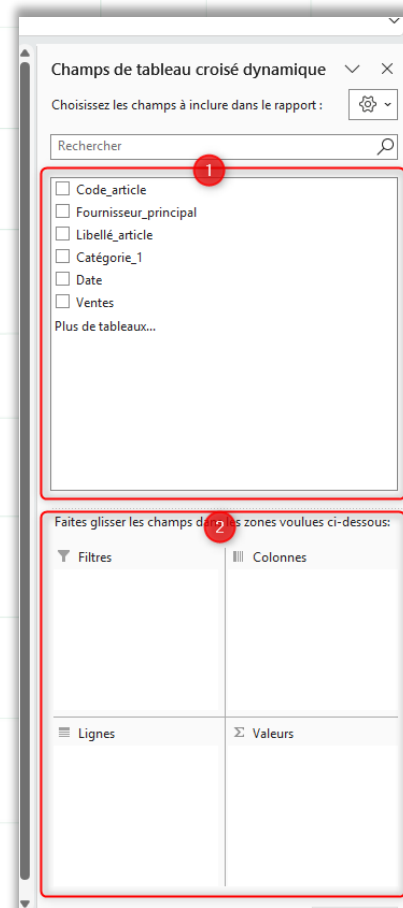 Champs de tableau croisé dynamique
Choisissez les champs à inclure dans le rapport :
Rechercher
1
Code_article
Fournisseur_principal
Libellé_article
Catégorie_1
Date
Ventes
Plus de tableaux...
Faites glisser les champs dans les zones voulues ci-dessous:
2
Filtres
Colonnes
Lignes
Σ Valeurs